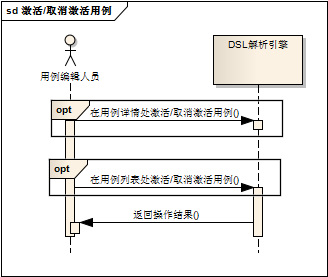 sd 激活/取消激活用例
用例编辑人员
DSL解析引擎
opt
在用例详情处激活/取消激活用例()
opt
在用例列表处激活/取消激活用例()
返回操作结果()